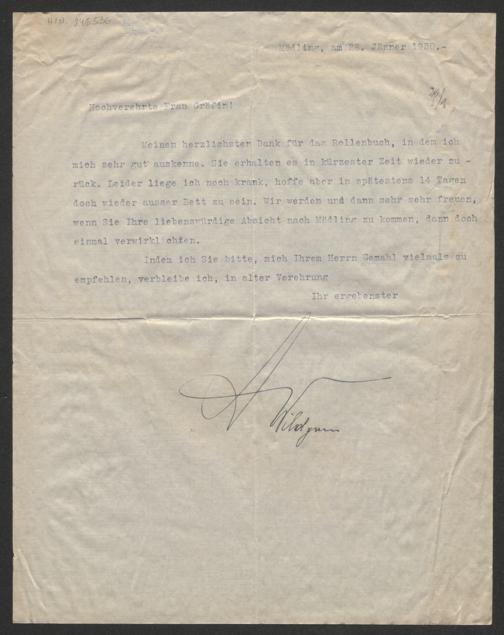 H.I.N. 
Mödling, am 28. Jänner 1930.-
29/1
Hochverehrte Frau Gräfin!
Meinen herzlichsten Dank für das Rollenbuch, in dem ich
mich sehr gut auskenne. Sie erhalten es in kürzester Zeit wieder zu -
rück. Leider liege ich noch krank, hoffe aber in spätestens 14 Tagen
doch wieder ausser Bett zu sein. Wir werden und dann sehr sehr freuen,
wenn Sie Ihre liebenswürdige Absicht nach Mödling zu kommen, dann doch
einmal verwirklichten.
Indem ich Sie bitte, mich Ihrem Herrn Gemahl vielmals zu
empfehlen, verbleibe ich, in alter Verehrung
Ihr ergebenster
Wildgans